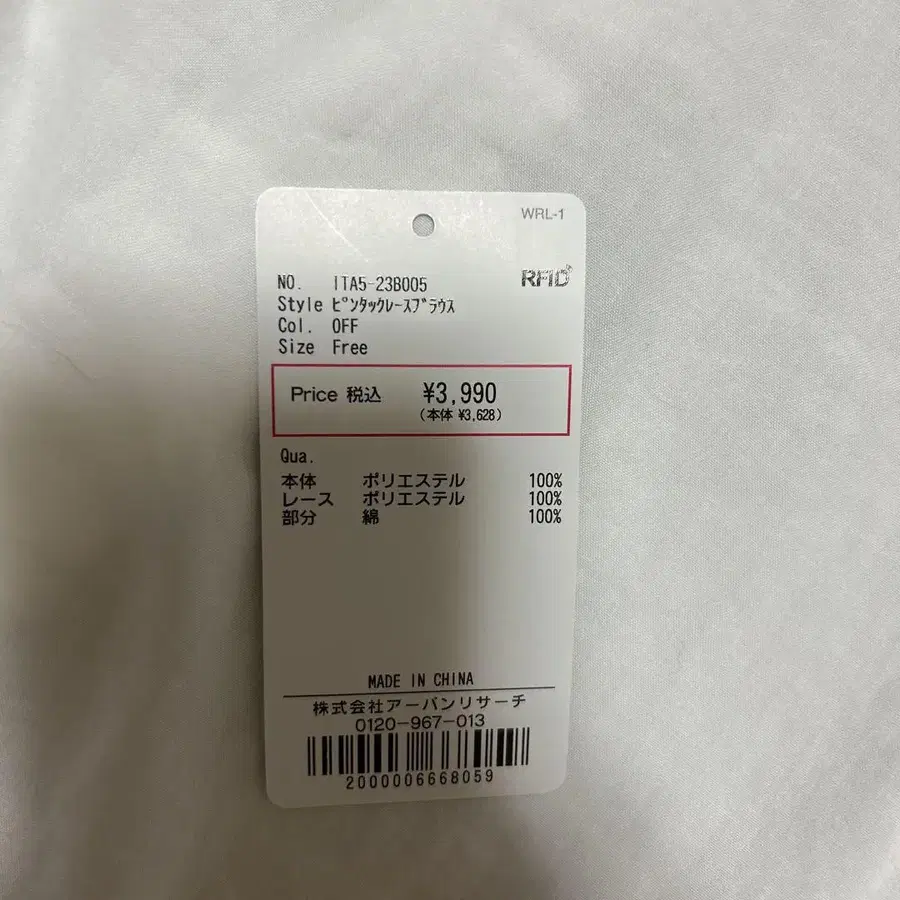 WRL-1
RFID
NO. ITA5-23B005
Style ﾋﾟﾝﾀｯｸﾚｰｽﾌﾞﾗｳｽ
Col. OFF
Size Free
Price 税込 ¥3,990
(本体 ¥3,628)
Qua.
本体 ポリエステル 100%
レース ポリエステル 100%
部分 綿 100%
MADE IN CHINA
株式会社アーバンリサーチ
0120-967-013
2000006668059